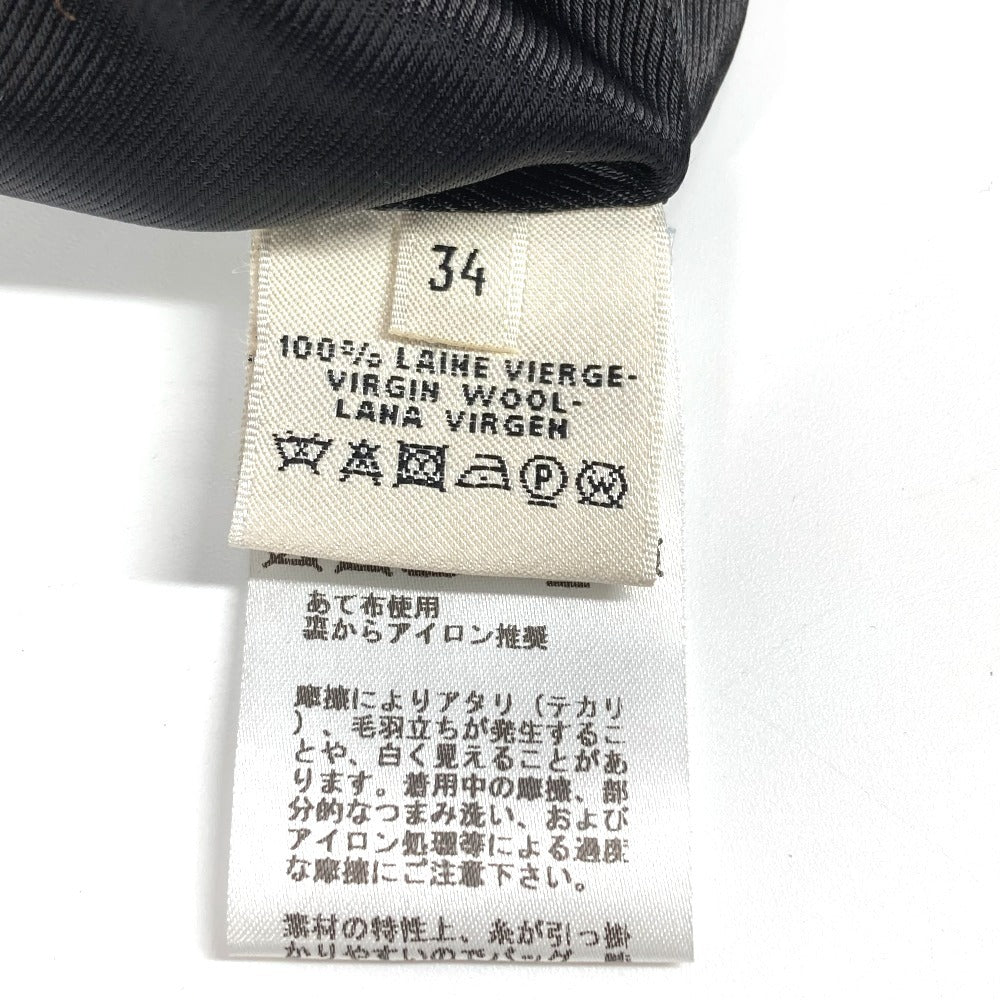 34
100% LAINE VIERGE-
VIRGIN WOOL-
LANA VIRGEN
P W
あて布使用
裏からアイロン推奨
摩擦によりアタリ（テカリ
）、毛羽立ちが発生するこ
とや、白く見えることがあ
ります。着用中の摩擦、部
分的なつまみ洗い、および
アイロン処理等による過度
な摩擦にご注意下さい。
素材の特性上、糸が引っ掛
かりやすいのでバッグ